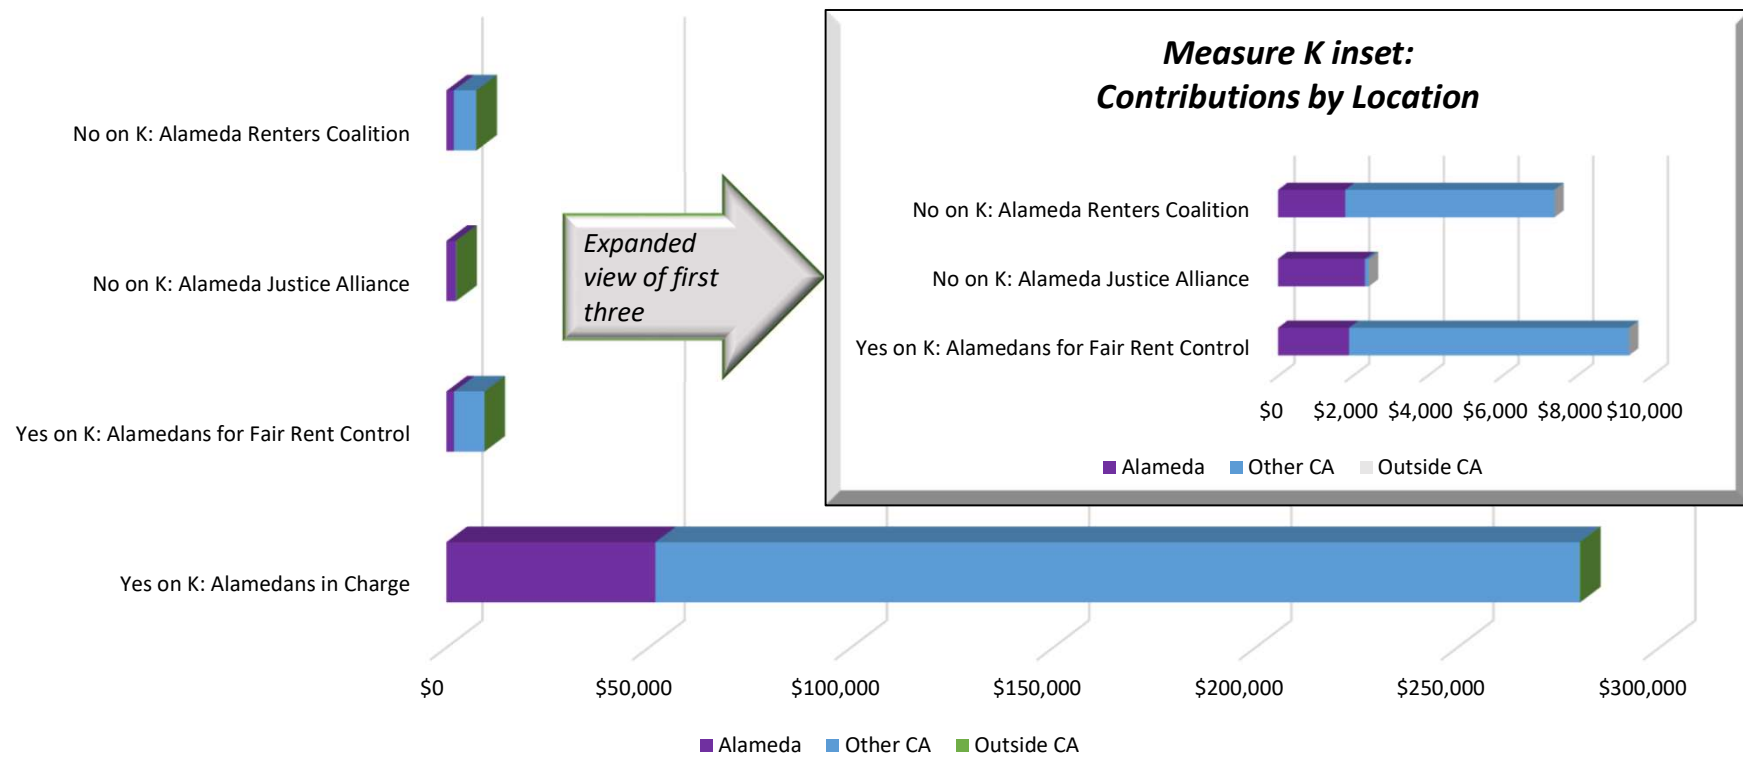 No on K: Alameda Renters Coalition
No on K: Alameda Justice Alliance
Yes on K: Alamedans for Fair Rent Control
Yes on K: Alamedans in Charge
$0 $50,000 $100,000 $150,000 $200,000 $250,000 $300,000
Alameda Other CA Outside CA
Expanded
view of first
three
Measure K inset:
Contributions by Location
No on K: Alameda Renters Coalition
No on K: Alameda Justice Alliance
Yes on K: Alamedans for Fair Rent Control
$0 $2,000 $4,000 $6,000 $8,000 $10,000
Alameda Other CA Outside CA